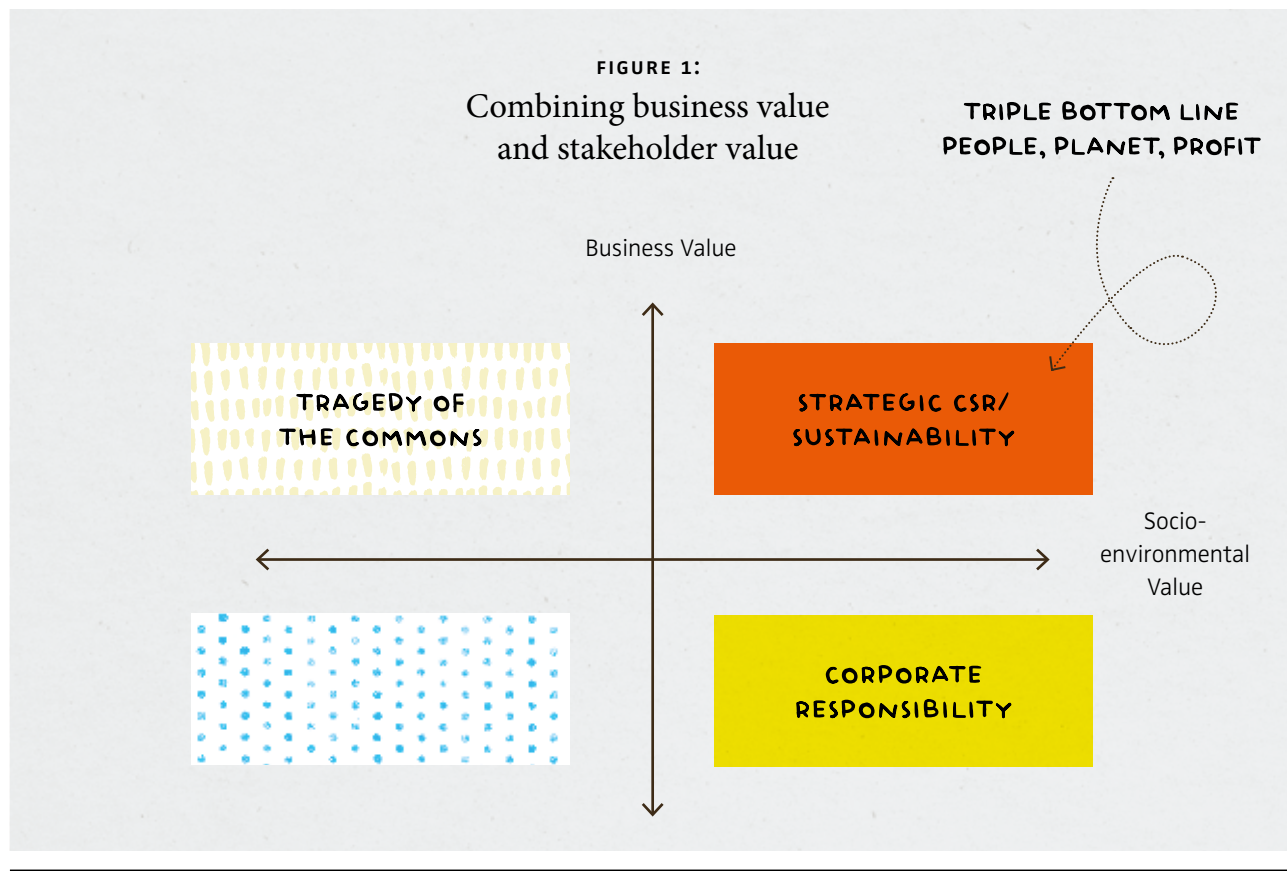 FIGURE 1:
Combining business value
and stakeholder value
TRIPLE BOTTOM LINE
PEOPLE, PLANET, PROFIT
Business Value
TRAGEDY OF
THE COMMONS
STRATEGIC CSR/
SUSTAINABILITY
Socio-
environmental
Value
CORPORATE
RESPONSIBILITY